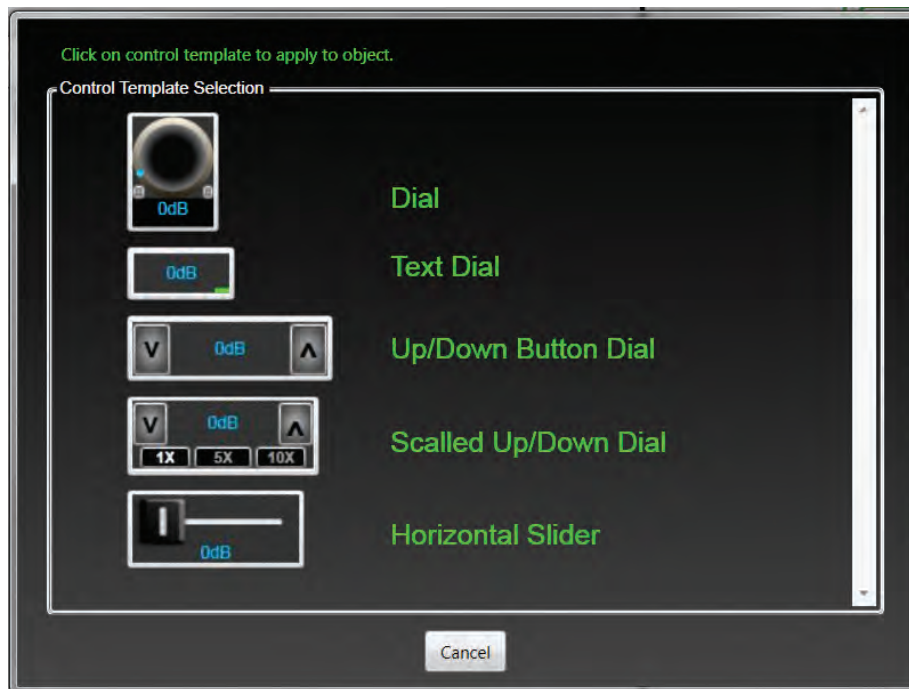 Click on control template to apply to object.
Control Template Selection
0dB
Dial
0dB
Text Dial
V 0dB Λ
Up/Down Button Dial
V 0dB Λ
1X 5X 10X
Scalled Up/Down Dial
0dB
Horizontal Slider
Cancel